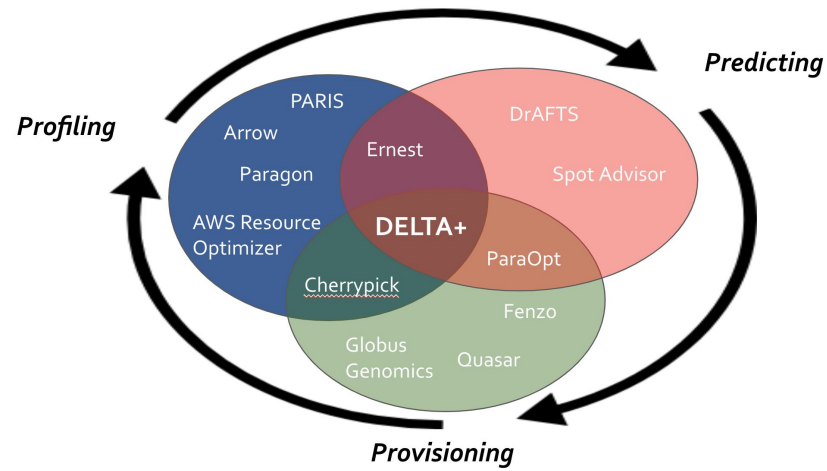 Predicting
Profiling
PARIS
DrAFTS
Arrow
Ernest
Paragon
Spot Advisor
AWS Resource
Optimizer
DELTA+
ParaOpt
Cherrypick
Fenzo
Globus
Genomics
Quasar
Provisioning